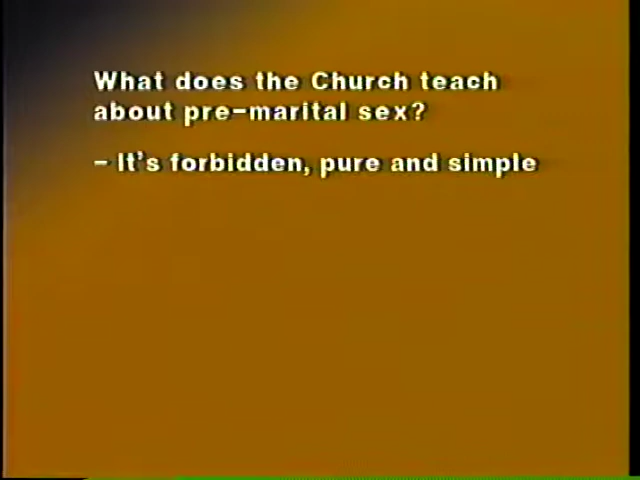 What does the Church teach
about pre-marital sex?
- It's forbidden, pure and simple